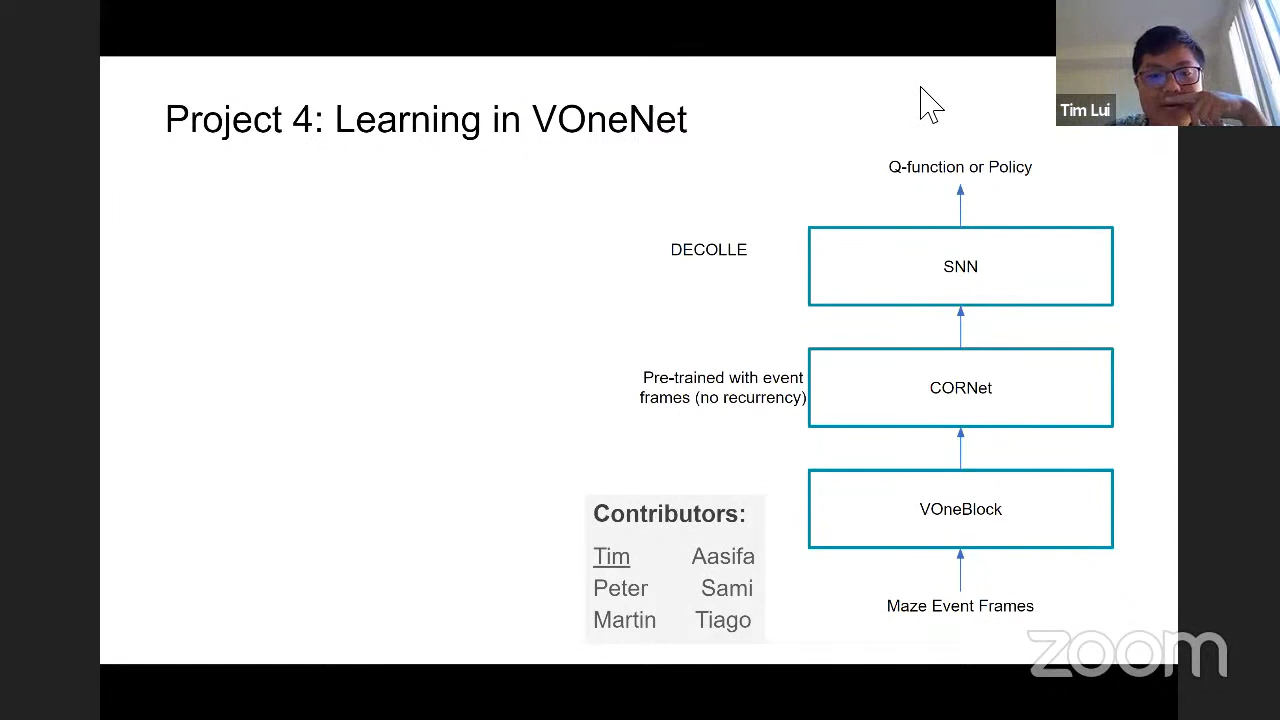 Project 4: Learning in VOneNet
Tim Lui
Q-function or Policy
DECOLLE
SNN
Pre-trained with event
frames (no recurrency)
CORNet
VOneBlock
Maze Event Frames
Contributors:
Tim Aasifa
Peter Sami
Martin Tiago
zoom